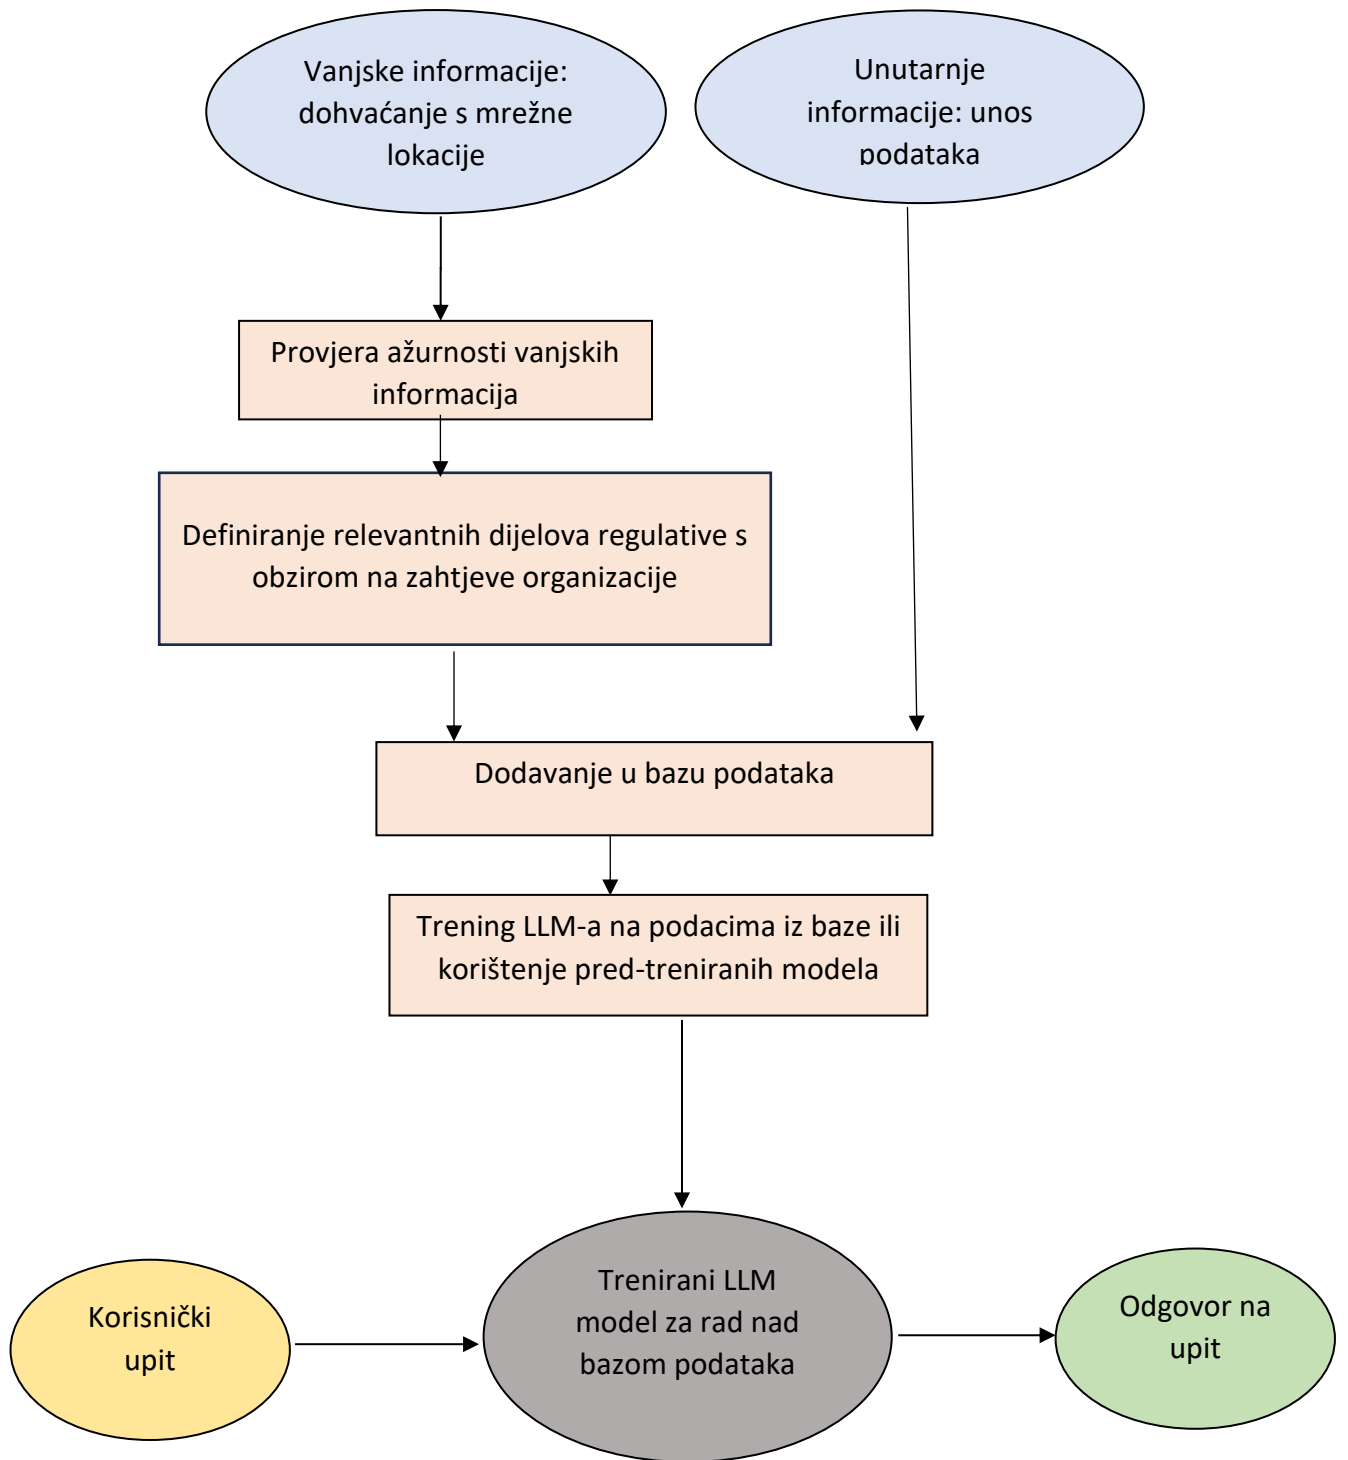 Vanjske informacije:
dohvaćanje s mrežne
lokacije
Unutarnje
informacije: unos
podataka
Provjera ažurnosti vanjskih
informacija
Definiranje relevantnih dijelova regulative s
obzirom na zahtjeve organizacije
Dodavanje u bazu podataka
Trening LLM-a na podacima iz baze ili
korištenje pred-treniranih modela
Korisnički
upit
Trenirani LLM
model za rad nad
bazom podataka
Odgovor na
upit